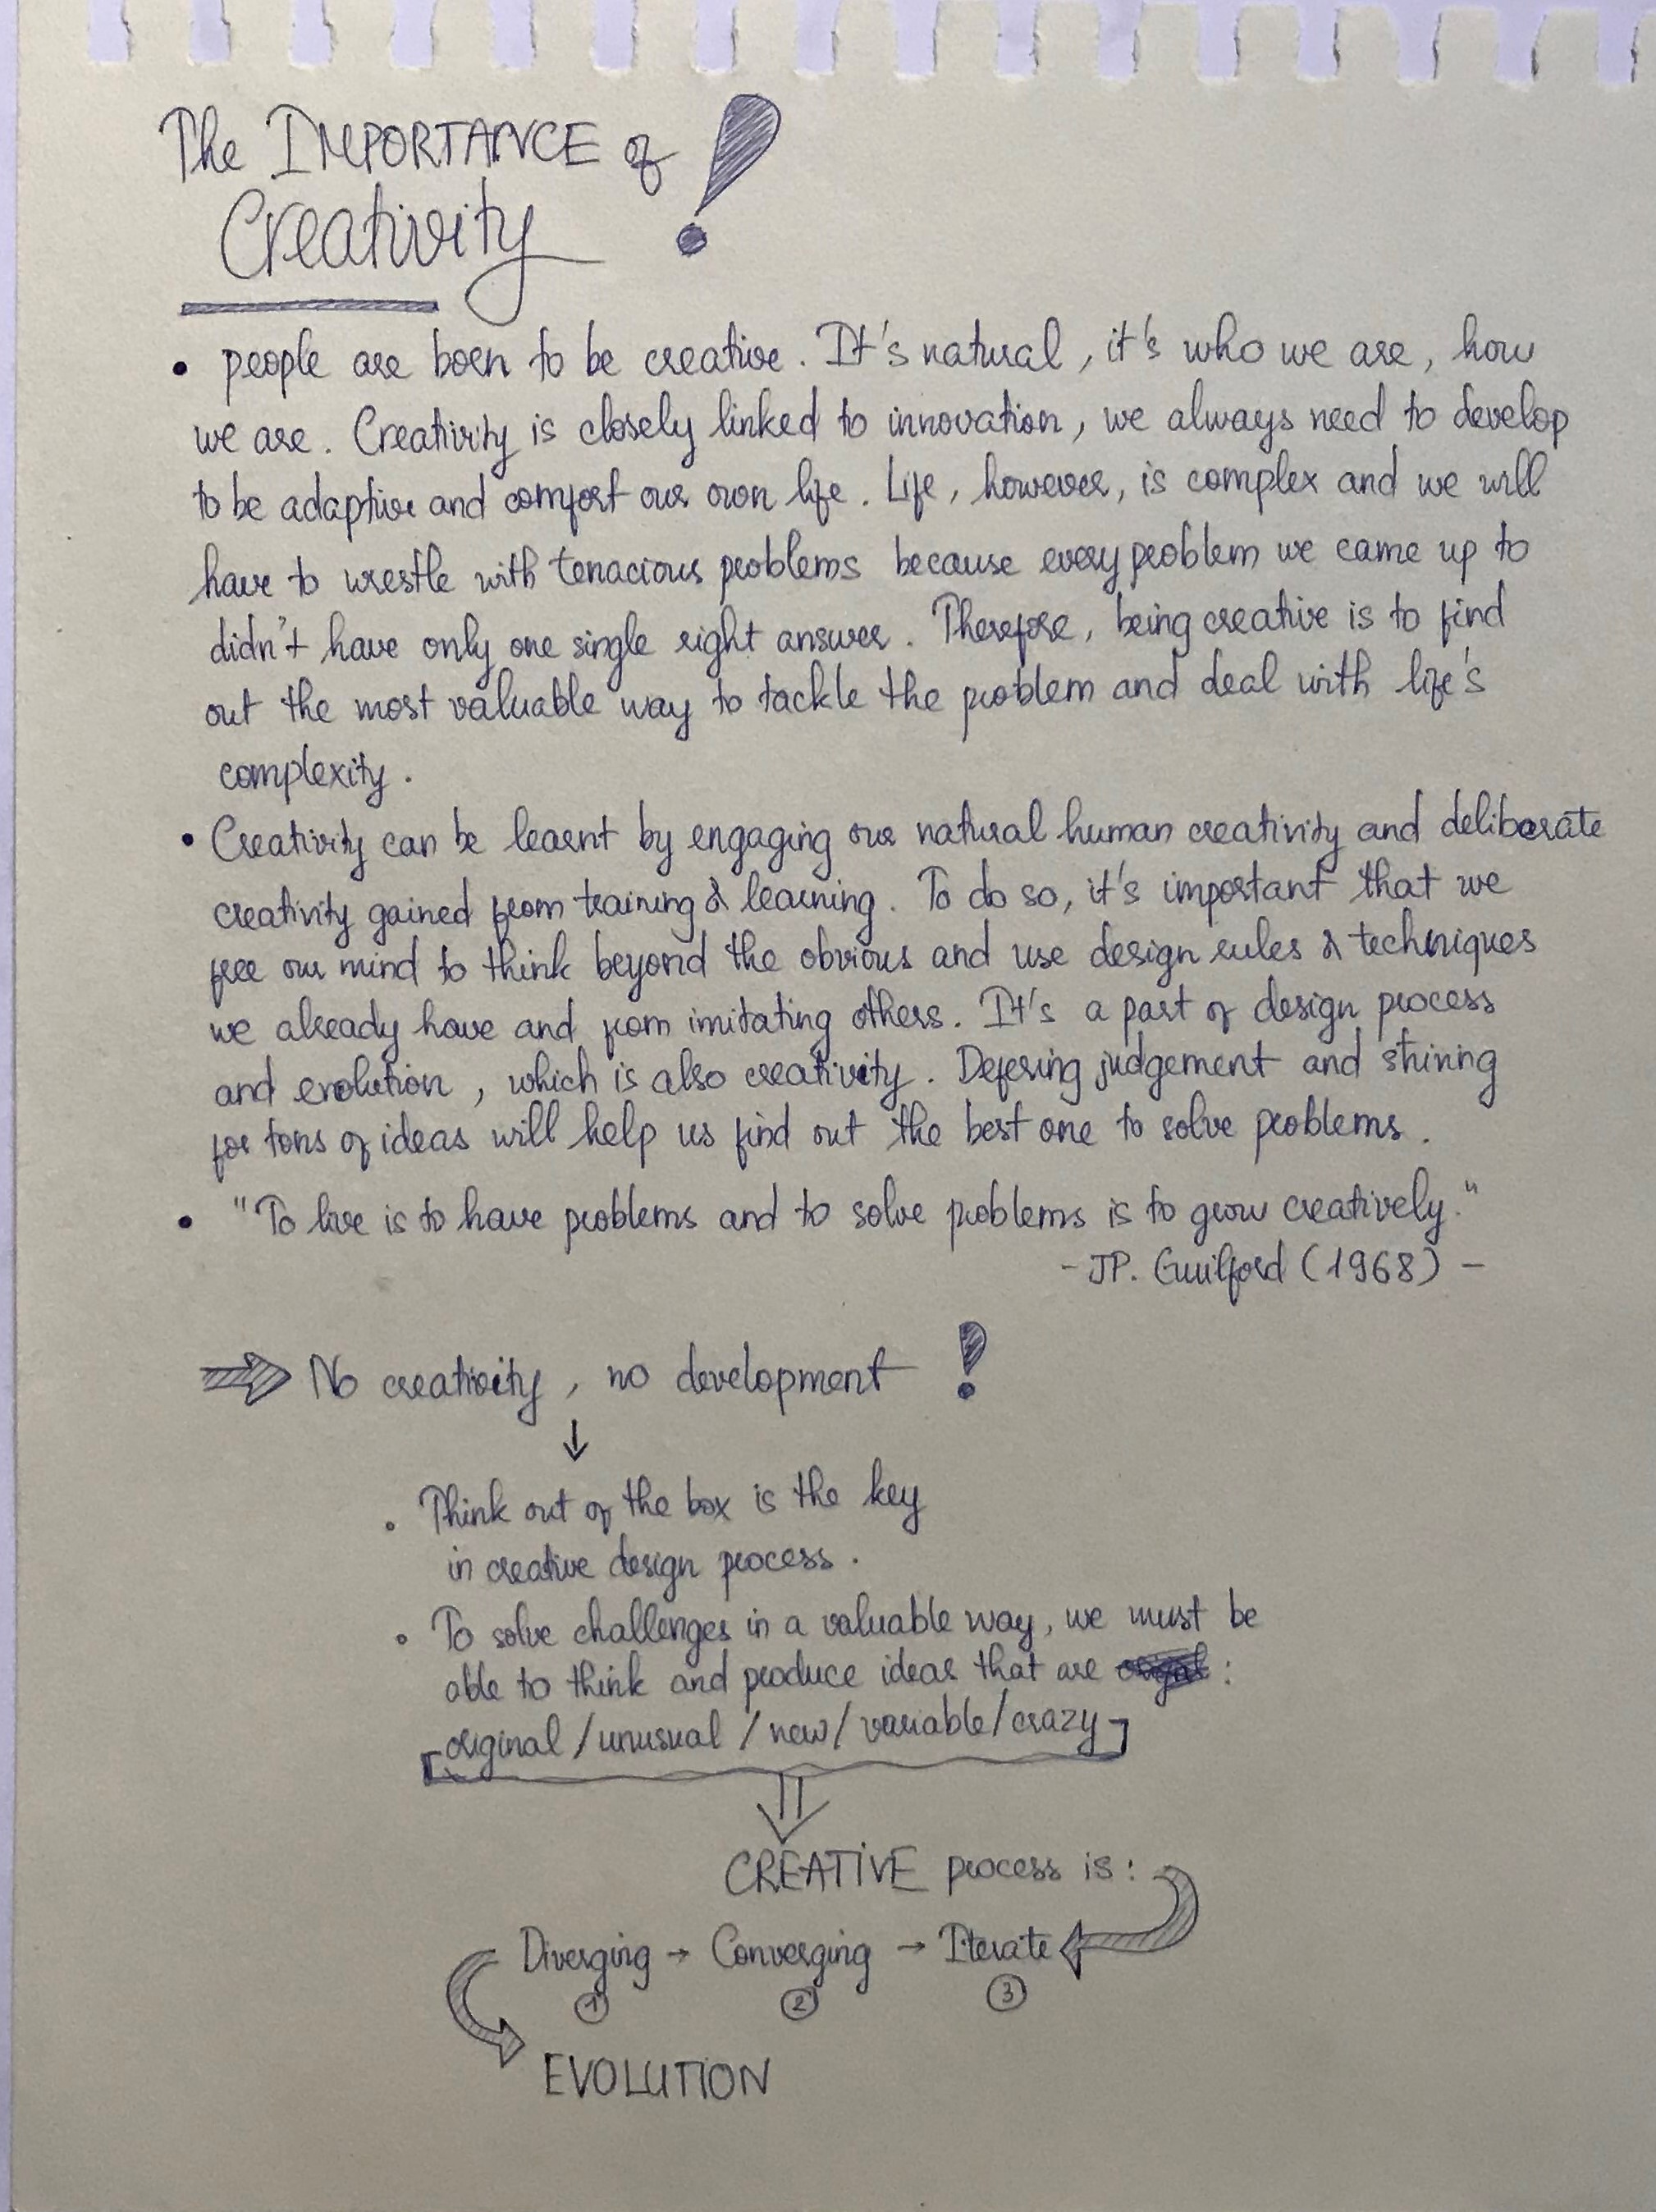 The IMPORTANCE of !
Creativity
• people are born to be creative. It's natural, it's who we are, how
we are. Creativity is closely linked to innovation, we always need to develop
to be adaptive and comfort our own life. Life, however, is complex and we will
have to wrestle with tenacious problems because every problem we came up to
didn't have only one single right answer. Therefore, being creative is to find
out the most valuable way to tackle the problem and deal with life's
complexity.
• Creativity can be learnt by engaging our natural human creativity and deliberate
creativity gained from training & learning. To do so, it's important that we
free our mind to think beyond the obvious and use design rules & techniques
we already have and from imitating others. It's a part of design process
and evolution, which is also creativity. Defering judgement and striving
for tons of ideas will help us find out the best one to solve problems.
• "To live is to have problems and to solve problems is to grow creatively."
- JP. Guilford (1968) -
⇒ No creativity, no development !
↓
• Think out of the box is the key
in creative design process.
• To solve challenges in a valuable way, we must be
able to think and produce ideas that are :
original / unusual / new / variable / crazy
⇓
CREATIVE process is:
Diverging → Converging → Iterate
① ② ③
EVOLUTION